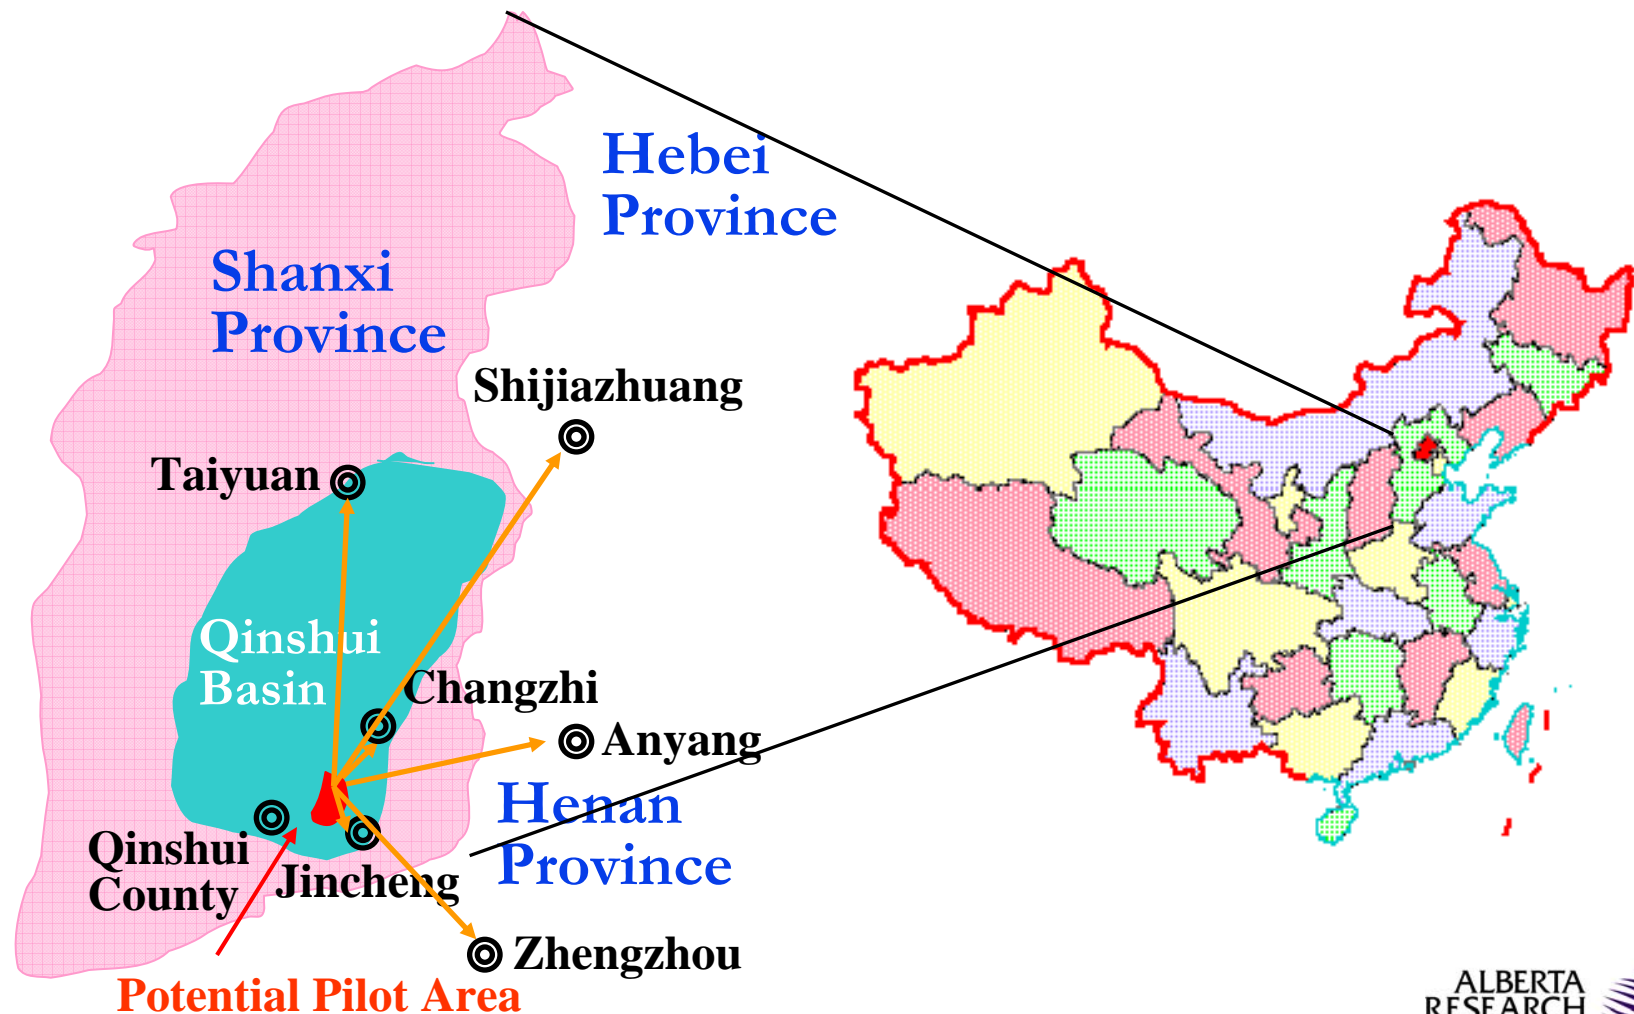 Hebei
Province
Shanxi
Province
Shijiazhuang
Taiyuan
Qinshui
Basin
Changzhi
Anyang
Henan
Province
Qinshui
County
Jincheng
Zhengzhou
Potential Pilot Area
ALBERTA
RESEARCH